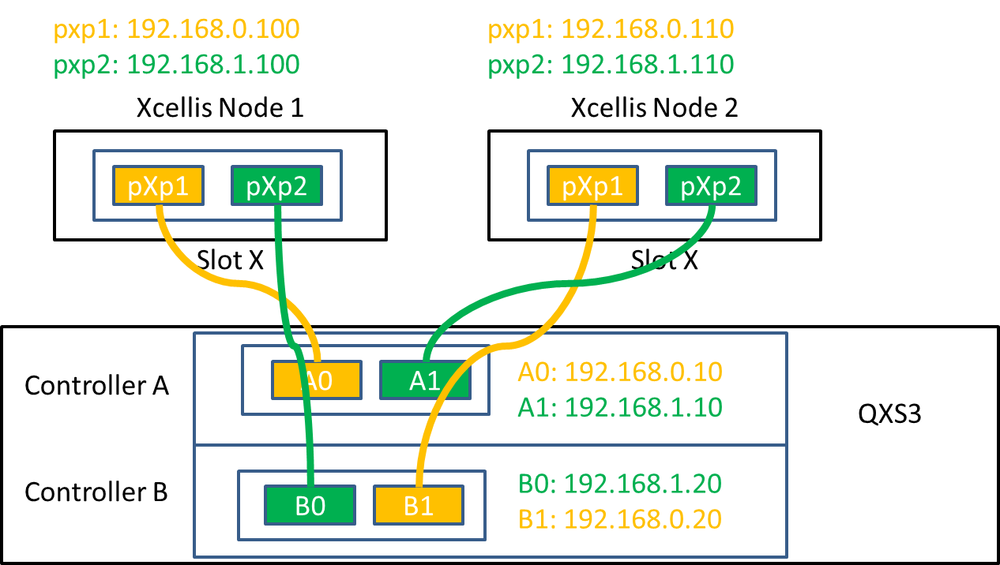 pxp1: 192.168.0.100
pxp2: 192.168.1.100
pxp1: 192.168.0.110
pxp2: 192.168.1.110
Xcellis Node 1
Xcellis Node 2
pXp1
pXp2
pXp1
pXp2
Slot X
Slot X
Controller A
A0
A1
A0: 192.168.0.10
A1: 192.168.1.10
QXS3
Controller B
B0
B1
B0: 192.168.1.20
B1: 192.168.0.20